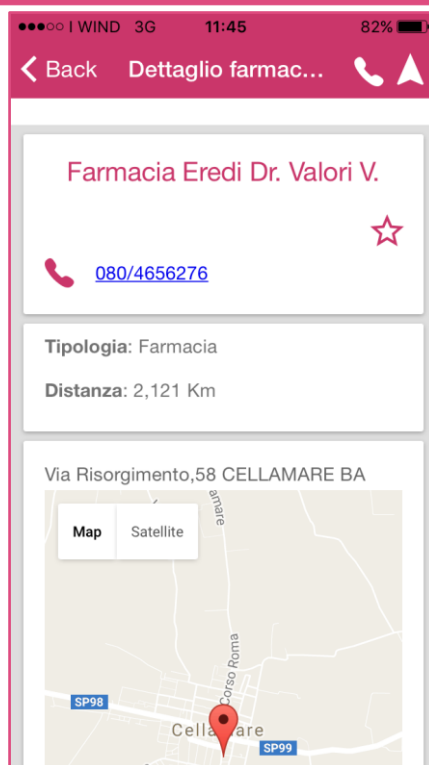 I WIND 3G 11:45 82%
Back Dettaglio farmac...
Farmacia Eredi Dr. Valori V.
080/4656276
Tipologia: Farmacia
Distanza: 2,121 Km
Via Risorgimento,58 CELLAMARE BA
Map Satellite
amare
Corso Roma
SP98
Cellamare
SP99